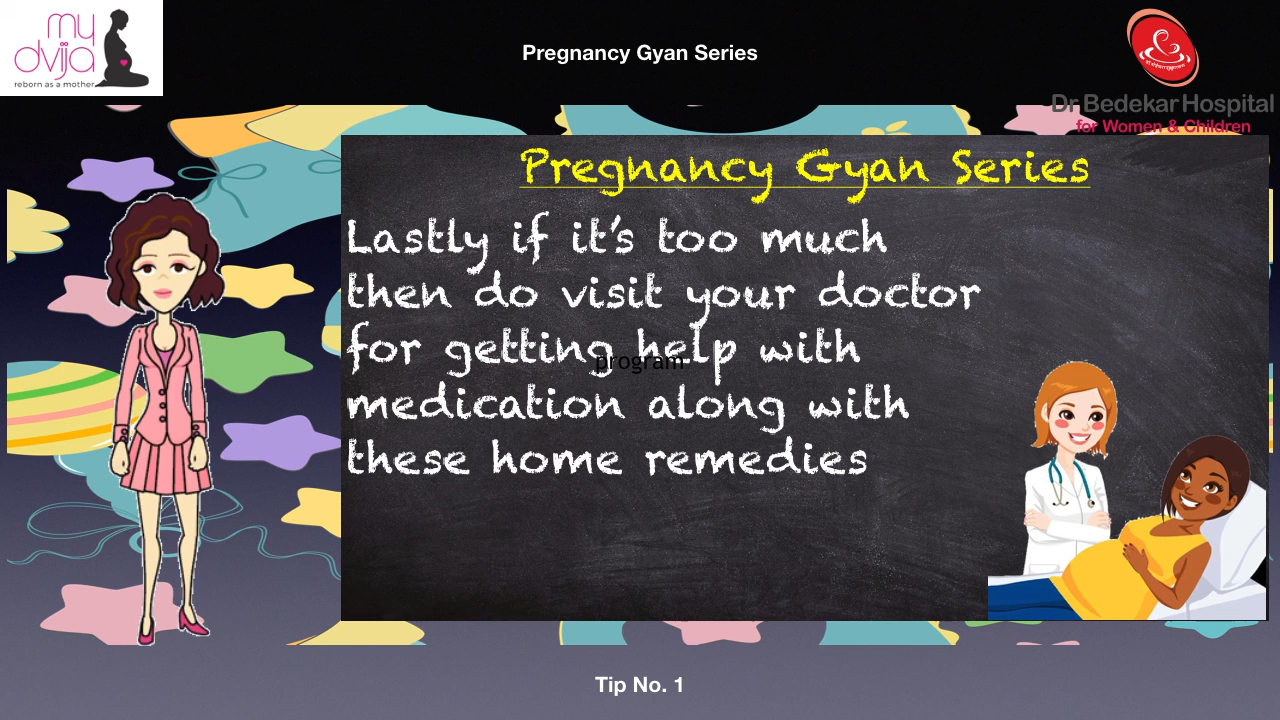 my
dvija
reborn as a mother
Pregnancy Gyan Series
Dr Bedekar Hospital
for Women & Children
Pregnancy Gyan Series
Lastly if it's too much
then do visit your doctor
for getting help with
program
medication along with
these home remedies
Tip No. 1